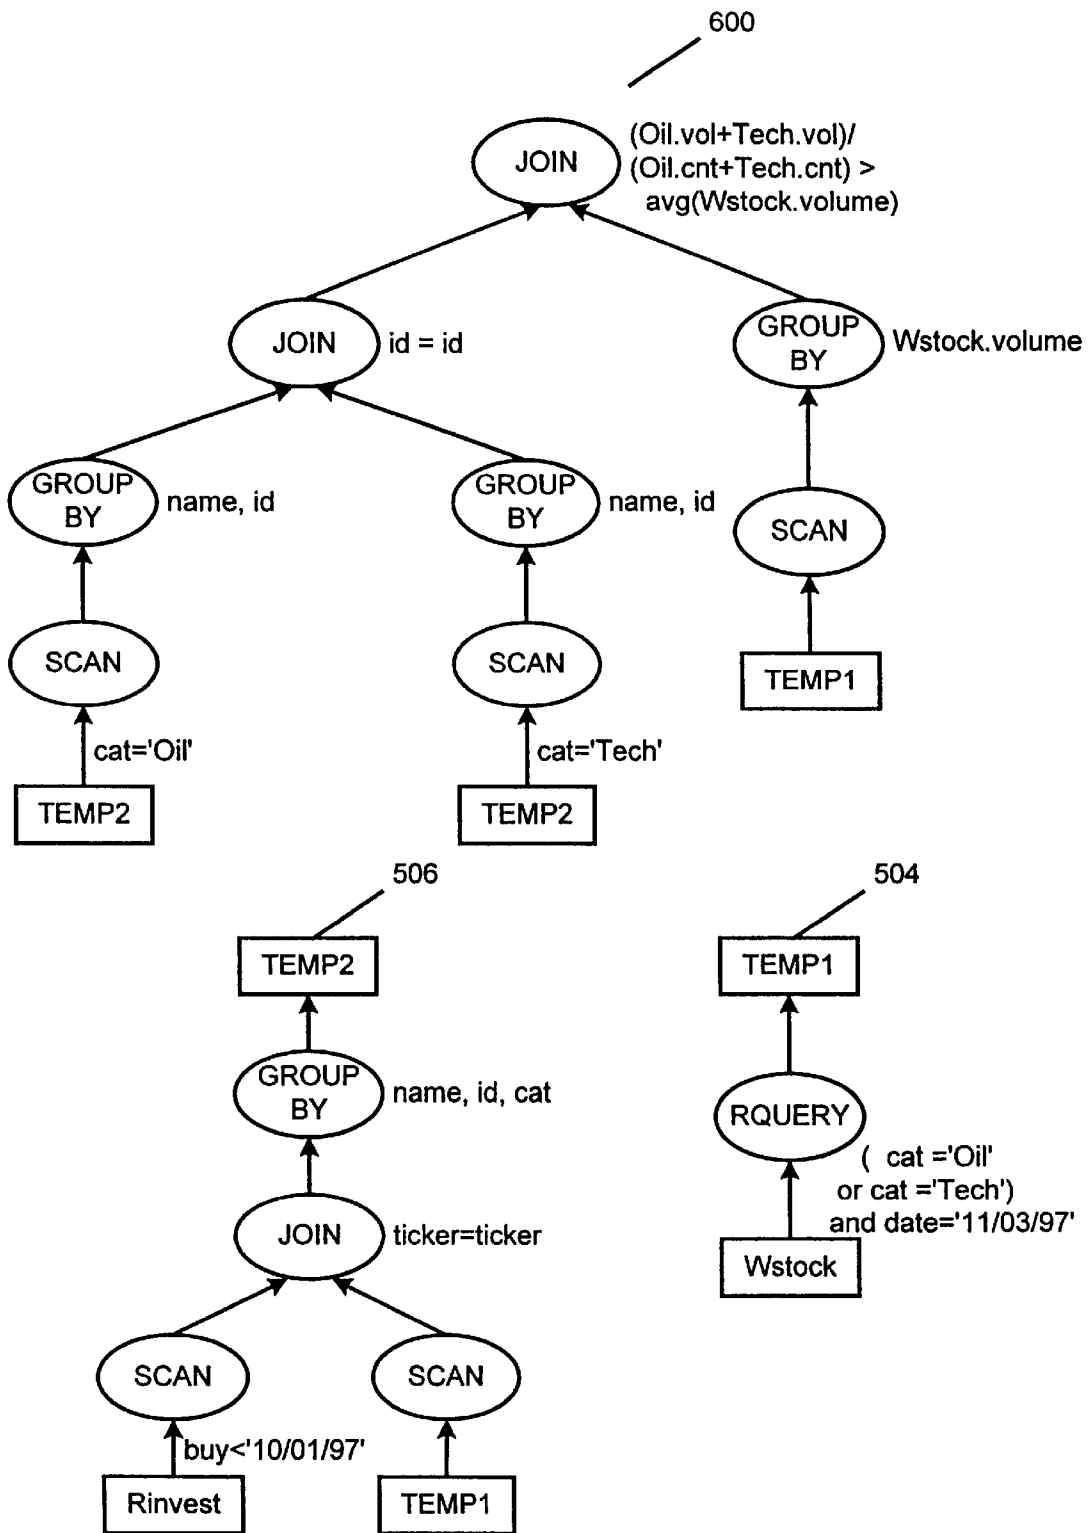 600
(Oil.vol+Tech.vol)/
JOIN
(Oil.cnt+Tech.cnt) >
avg(Wstock.volume)
JOIN
id = id
GROUP
BY
Wstock.volume
GROUP
BY
name, id
GROUP
BY
name, id
SCAN
SCAN
SCAN
TEMP1
cat='Oil'
cat='Tech'
TEMP2
TEMP2
506
504
TEMP2
TEMP1
GROUP
BY
name, id, cat
RQUERY
( cat ='Oil'
or cat ='Tech')
and date='11/03/97'
JOIN
ticker=ticker
Wstock
SCAN
SCAN
buy<'10/01/97'
Rinvest
TEMP1